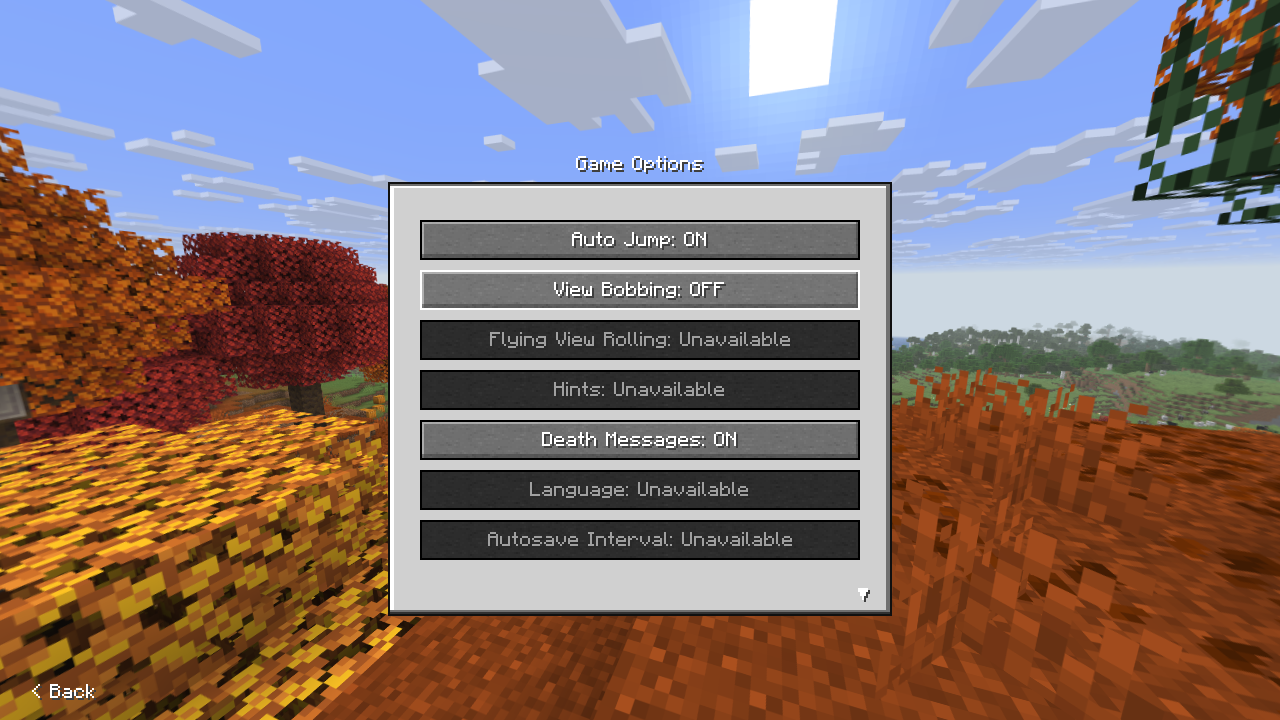 Game Options
Auto Jump: ON
View Bobbing: OFF
Flying View Rolling: Unavailable
Hints: Unavailable
Death Messages: ON
Language: Unavailable
Autosave Interval: Unavailable
< Back